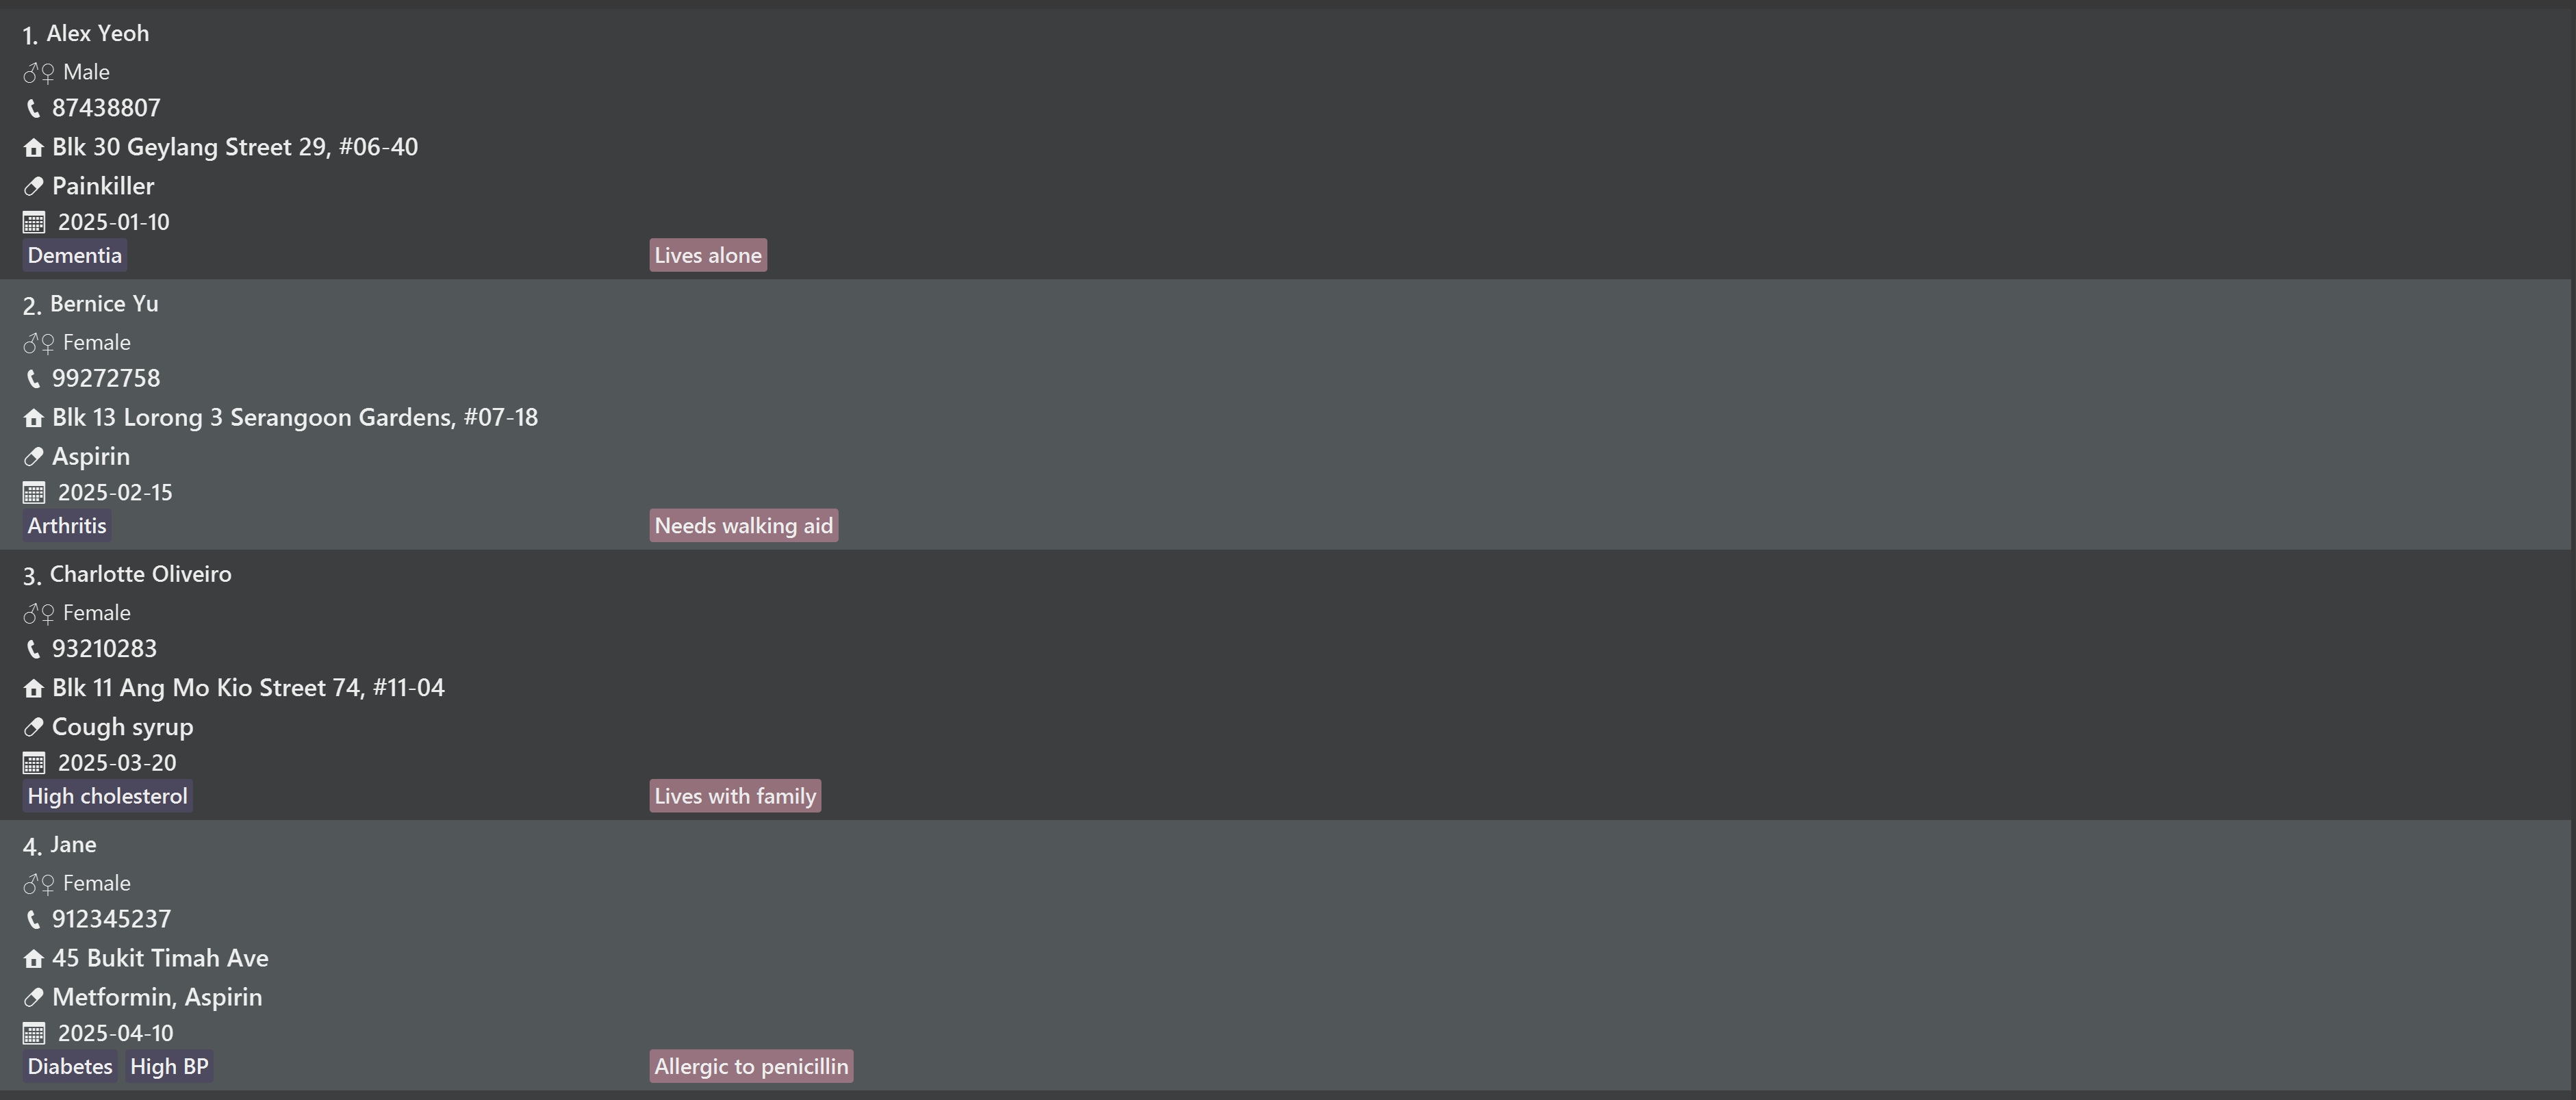 1. Alex Yeoh
♂♀ Male
87438807
Blk 30 Geylang Street 29, #06-40
Painkiller
2025-01-10
Dementia Lives alone
2. Bernice Yu
♂♀ Female
99272758
Blk 13 Lorong 3 Serangoon Gardens, #07-18
Aspirin
2025-02-15
Arthritis Needs walking aid
3. Charlotte Oliveiro
♂♀ Female
93210283
Blk 11 Ang Mo Kio Street 74, #11-04
Cough syrup
2025-03-20
High cholesterol Lives with family
4. Jane
♂♀ Female
912345237
45 Bukit Timah Ave
Metformin, Aspirin
2025-04-10
Diabetes High BP Allergic to penicillin